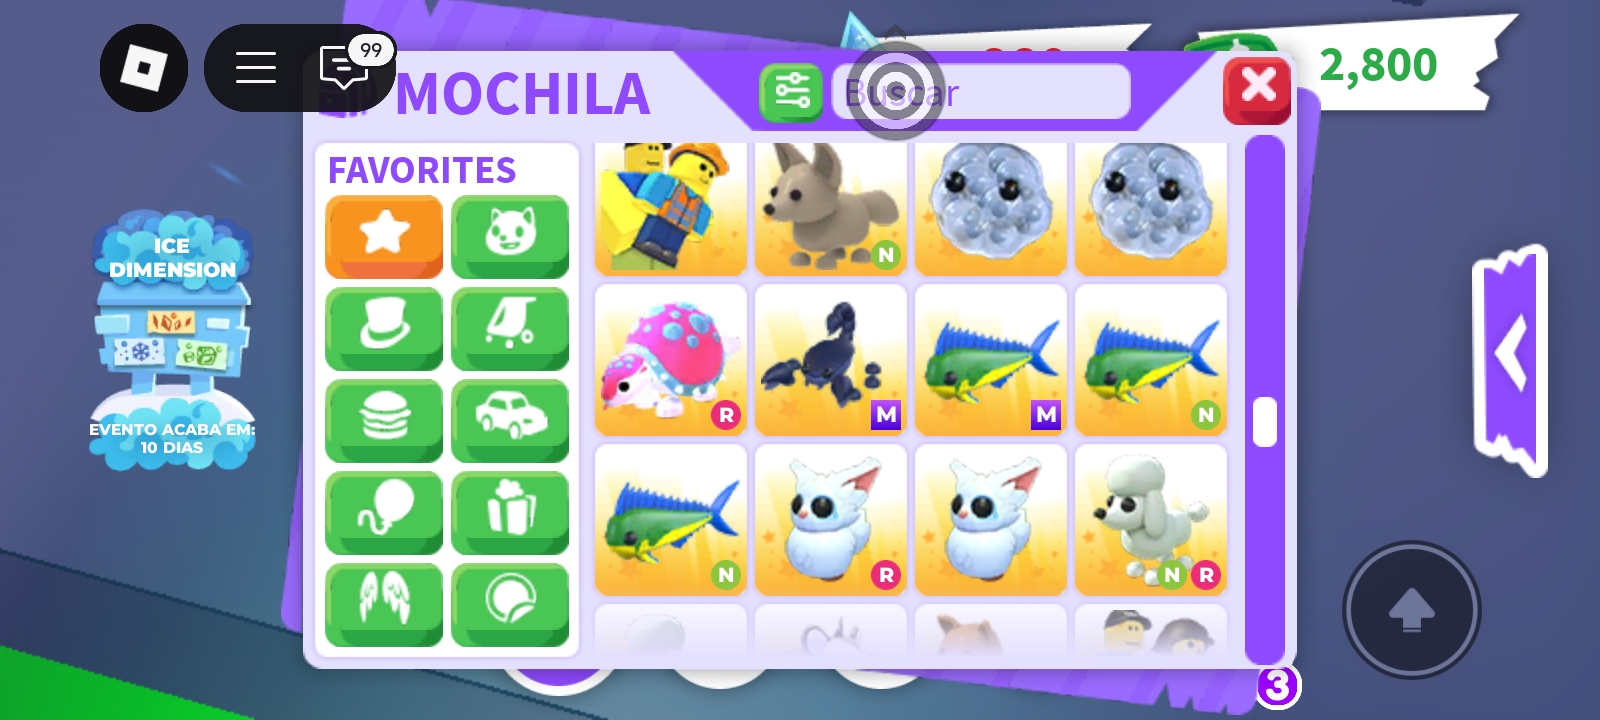 99
MOCHILA
Buscar
2,800
FAVORITES
ICE
DIMENSION
EVENTO ACABA EM:
10 DIAS
N
R
M
M
N
N
R
N R
3